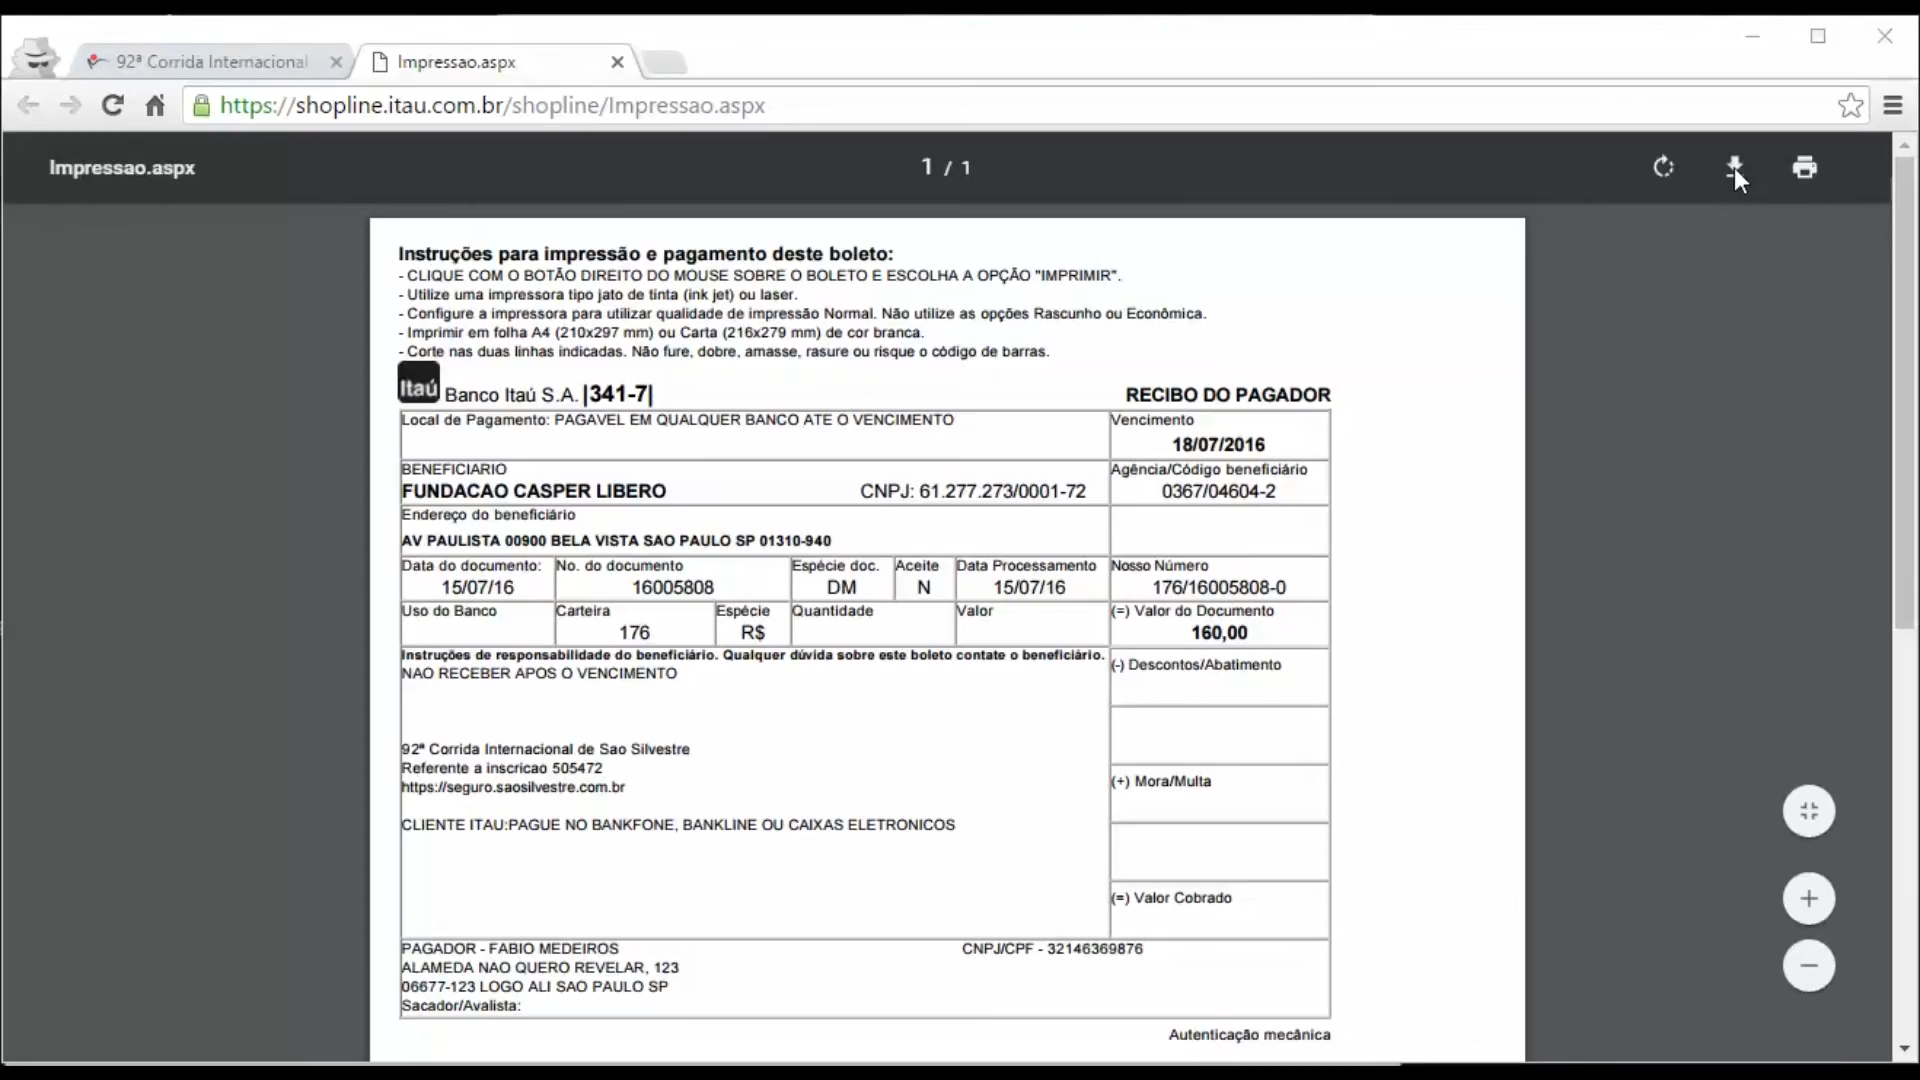 92ª Corrida Internacional
Impressao.aspx
https://shopline.itau.com.br/shopline/Impressao.aspx
Impressao.aspx
1 / 1
Instruções para impressão e pagamento deste boleto:
- CLIQUE COM O BOTÃO DIREITO DO MOUSE SOBRE O BOLETO E ESCOLHA A OPÇÃO "IMPRIMIR".
- Utilize uma impressora tipo jato de tinta (ink jet) ou laser.
- Configure a impressora para utilizar qualidade de impressão Normal. Não utilize as opções Rascunho ou Econômica.
- Imprimir em folha A4 (210x297 mm) ou Carta (216x279 mm) de cor branca.
- Corte nas duas linhas indicadas. Não fure, dobre, amasse, rasure ou risque o código de barras.
Itaú Banco Itaú S.A. |341-7| RECIBO DO PAGADOR
Local de Pagamento: PAGAVEL EM QUALQUER BANCO ATE O VENCIMENTO Vencimento
18/07/2016
BENEFICIARIO Agência/Código beneficiário
FUNDACAO CASPER LIBERO CNPJ: 61.277.273/0001-72 0367/04604-2
Endereço do beneficiário
AV PAULISTA 00900 BELA VISTA SAO PAULO SP 01310-940
Data do documento: No. do documento Espécie doc. Aceite Data Processamento Nosso Número
15/07/16 16005808 DM N 15/07/16 176/16005808-0
Uso do Banco Carteira Espécie Quantidade Valor (=) Valor do Documento
176 R$ 160,00
Instruções de responsabilidade do beneficiário. Qualquer dúvida sobre este boleto contate o beneficiário. (-) Descontos/Abatimento
NAO RECEBER APOS O VENCIMENTO
92ª Corrida Internacional de Sao Silvestre
Referente a inscricao 505472
https://seguro.saosilvestre.com.br (+) Mora/Multa
CLIENTE ITAU:PAGUE NO BANKFONE, BANKLINE OU CAIXAS ELETRONICOS
(=) Valor Cobrado
PAGADOR - FABIO MEDEIROS CNPJ/CPF - 32146369876
ALAMEDA NAO QUERO REVELAR, 123
06677-123 LOGO ALI SAO PAULO SP
Sacador/Avalista:
Autenticação mecânica